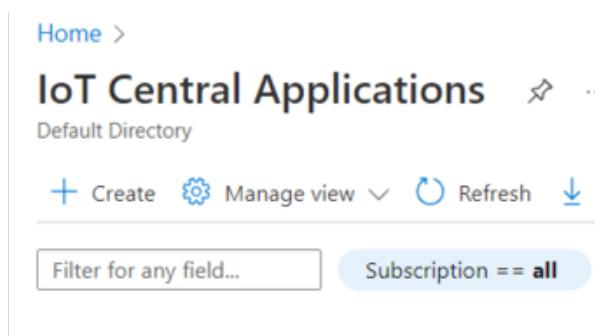 Home >
IoT Central Applications
Default Directory
Create Manage view Refresh
Filter for any field... Subscription == all